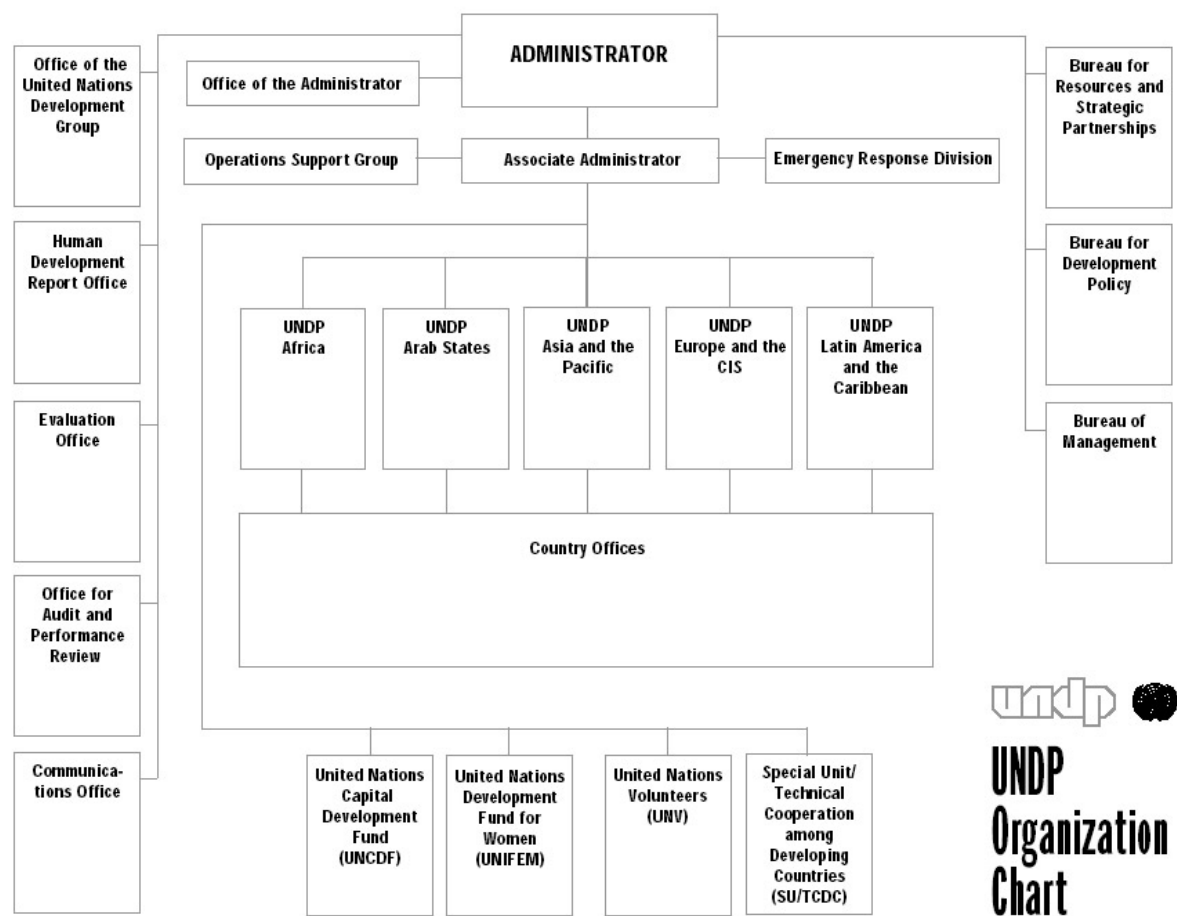 ADMINISTRATOR
Office of the Administrator
Operations Support Group
Associate Administrator
Emergency Response Division
Office of the
United Nations
Development
Group
Human
Development
Report Office
Evaluation
Office
Office for
Audit and
Performance
Review
Communica-
tions Office
Bureau for
Resources and
Strategic
Partnerships
Bureau for
Development
Policy
Bureau of
Management
UNDP
Africa
UNDP
Arab States
UNDP
Asia and the
Pacific
UNDP
Europe and the
CIS
UNDP
Latin America
and the
Caribbean
Country Offices
United Nations
Capital
Development
Fund
(UNCDF)
United Nations
Development
Fund for
Women
(UNIFEM)
United Nations
Volunteers
(UNV)
Special Unit/
Technical
Cooperation
among
Developing
Countries
(SU/TCDC)
undp
UNDP
Organization
Chart